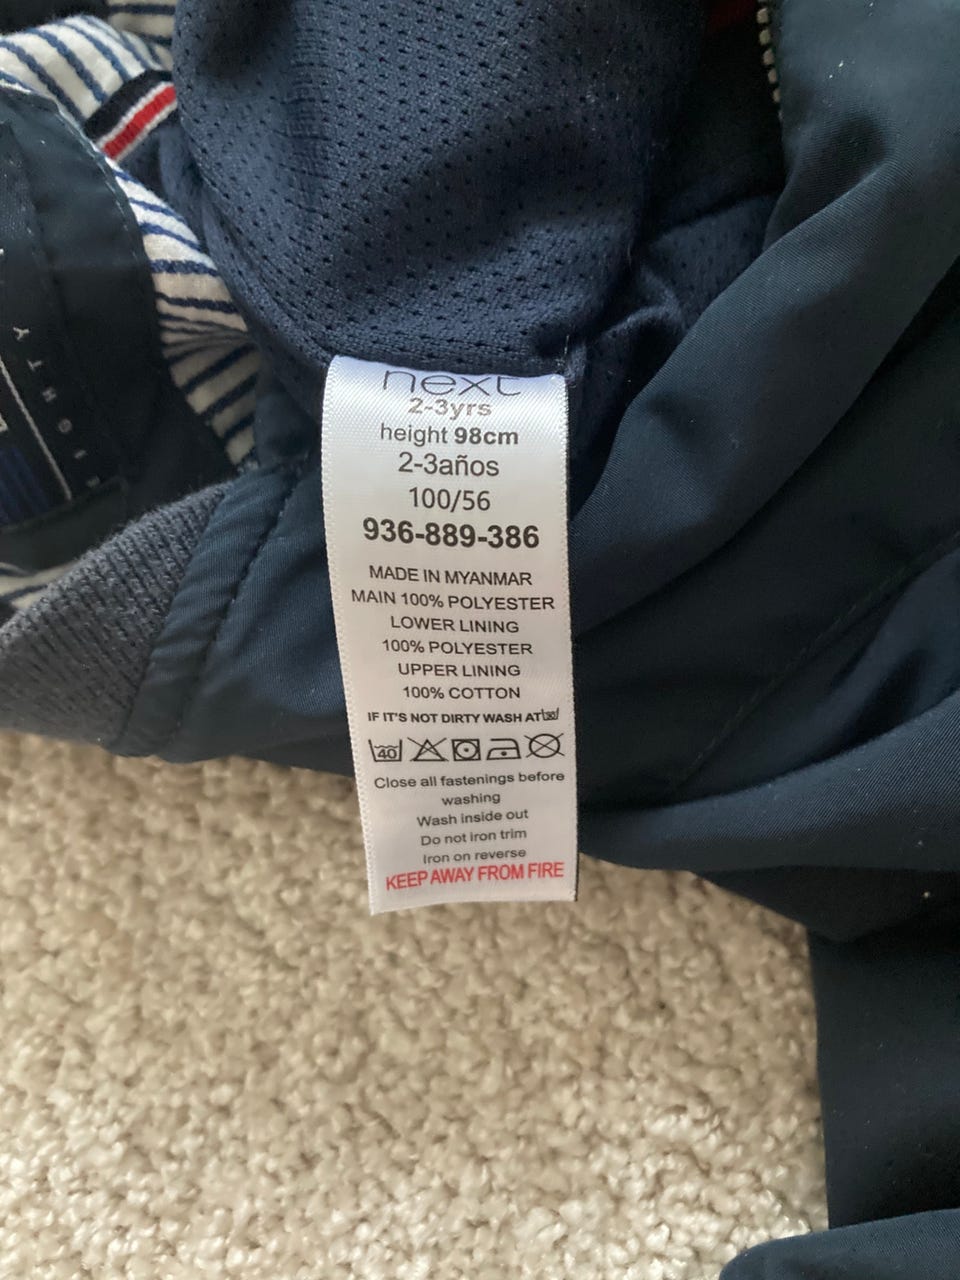 next
2-3yrs
height 98cm
2-3años
100/56
936-889-386
MADE IN MYANMAR
MAIN 100% POLYESTER
LOWER LINING
100% POLYESTER
UPPER LINING
100% COTTON
IF IT'S NOT DIRTY WASH AT 30
40
Close all fastenings before
washing
Wash inside out
Do not iron trim
Iron on reverse
KEEP AWAY FROM FIRE